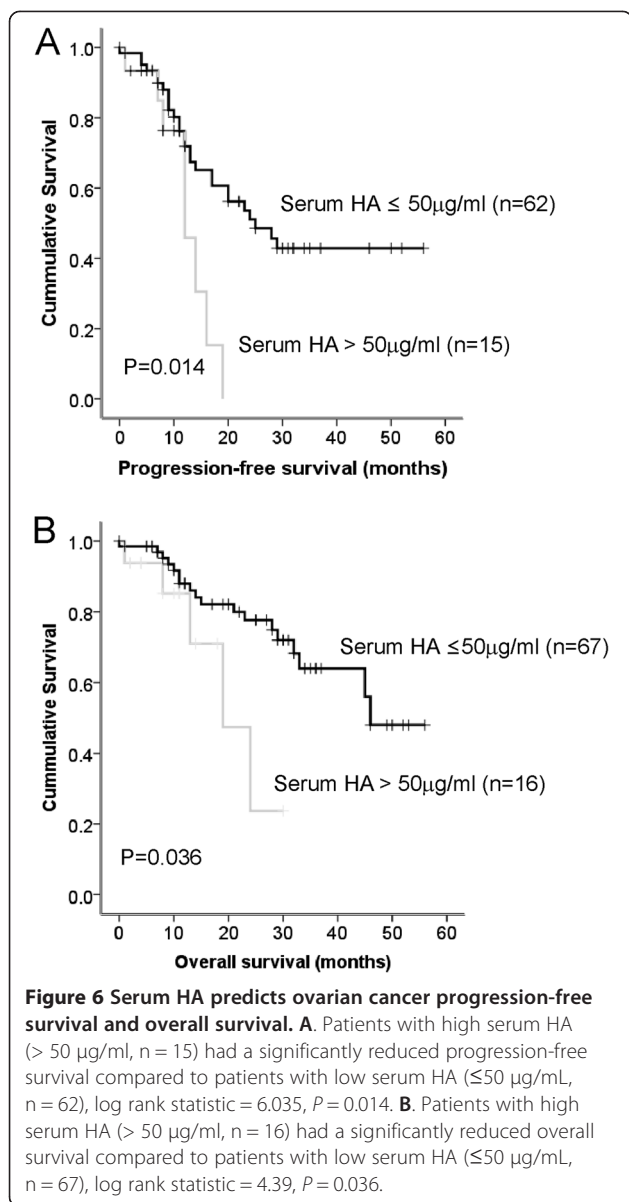 A
Cummulative Survival
1.0
0.8
0.6
0.4
0.2
0.0
Serum HA ≤ 50μg/ml (n=62)
Serum HA > 50μg/ml (n=15)
P=0.014
0 10 20 30 40 50 60
Progression-free survival (months)
B
Cummulative Survival
1.0
0.8
0.6
0.4
0.2
0.0
Serum HA ≤50μg/ml (n=67)
Serum HA > 50μg/ml (n=16)
P=0.036
0 10 20 30 40 50 60
Overall survival (months)
Figure 6 Serum HA predicts ovarian cancer progression-free
survival and overall survival. A. Patients with high serum HA
(> 50 μg/ml, n = 15) had a significantly reduced progression-free
survival compared to patients with low serum HA (≤50 μg/mL,
n = 62), log rank statistic = 6.035, P = 0.014. B. Patients with high
serum HA (> 50 μg/ml, n = 16) had a significantly reduced overall
survival compared to patients with low serum HA (≤50 μg/mL,
n = 67), log rank statistic = 4.39, P = 0.036.